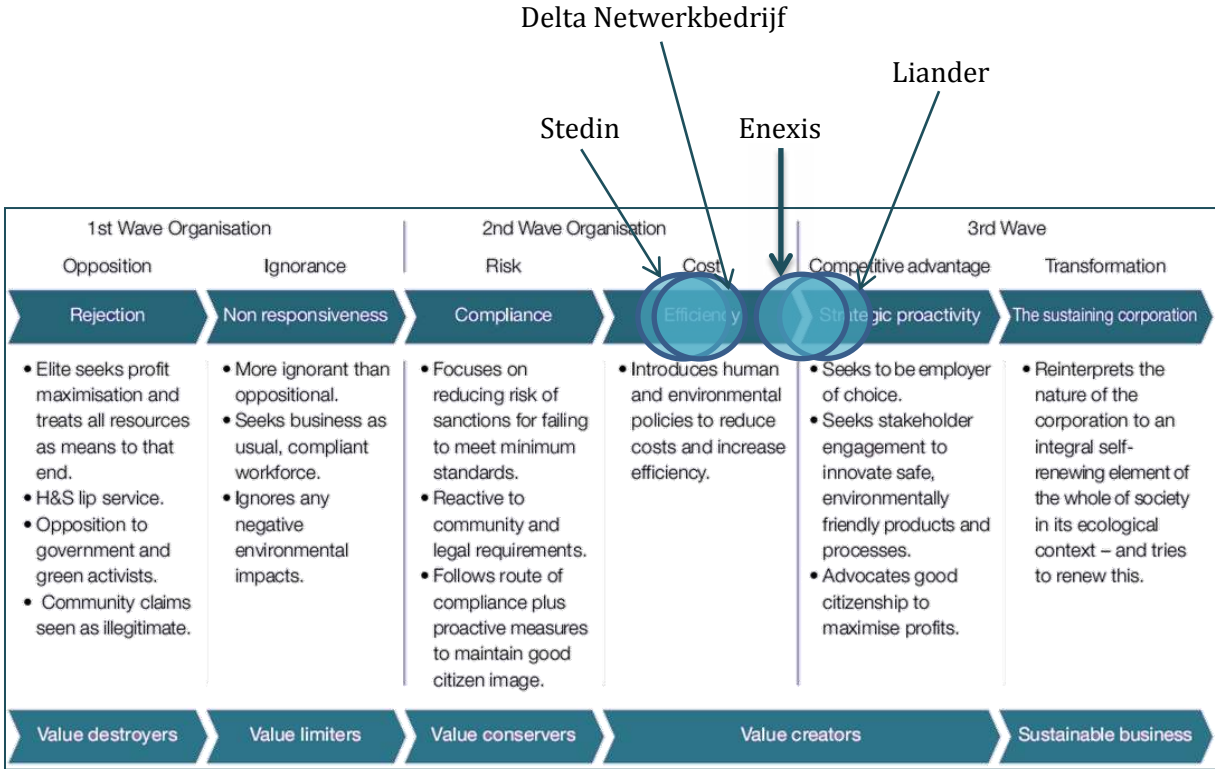 Delta Netwerkbedrijf
Liander
Stedin
Enexis
1st Wave Organisation
2nd Wave Organisation
3rd Wave
Opposition
Ignorance
Risk
Cost
Competitive advantage
Transformation
Rejection
Non responsiveness
Compliance
Efficiency
Strategic proactivity
The sustaining corporation
• Elite seeks profit
maximisation and
treats all resources
as means to that
end.
• H&S lip service.
• Opposition to
government and
green activists.
• Community claims
seen as illegitimate.
• More ignorant than
oppositional.
• Seeks business as
usual, compliant
workforce.
• Ignores any
negative
environmental
impacts.
• Focuses on
reducing risk of
sanctions for failing
to meet minimum
standards.
• Reactive to
community and
legal requirements.
• Follows route of
compliance plus
proactive measures
to maintain good
citizen image.
• Introduces human
and environmental
policies to reduce
costs and increase
efficiency.
• Seeks to be employer
of choice.
• Seeks stakeholder
engagement to
innovate safe,
environmentally
friendly products and
processes.
• Advocates good
citizenship to
maximise profits.
• Reinterprets the
nature of the
corporation to an
integral self-
renewing element of
the whole of society
in its ecological
context – and tries
to renew this.
Value destroyers
Value limiters
Value conservers
Value creators
Sustainable business